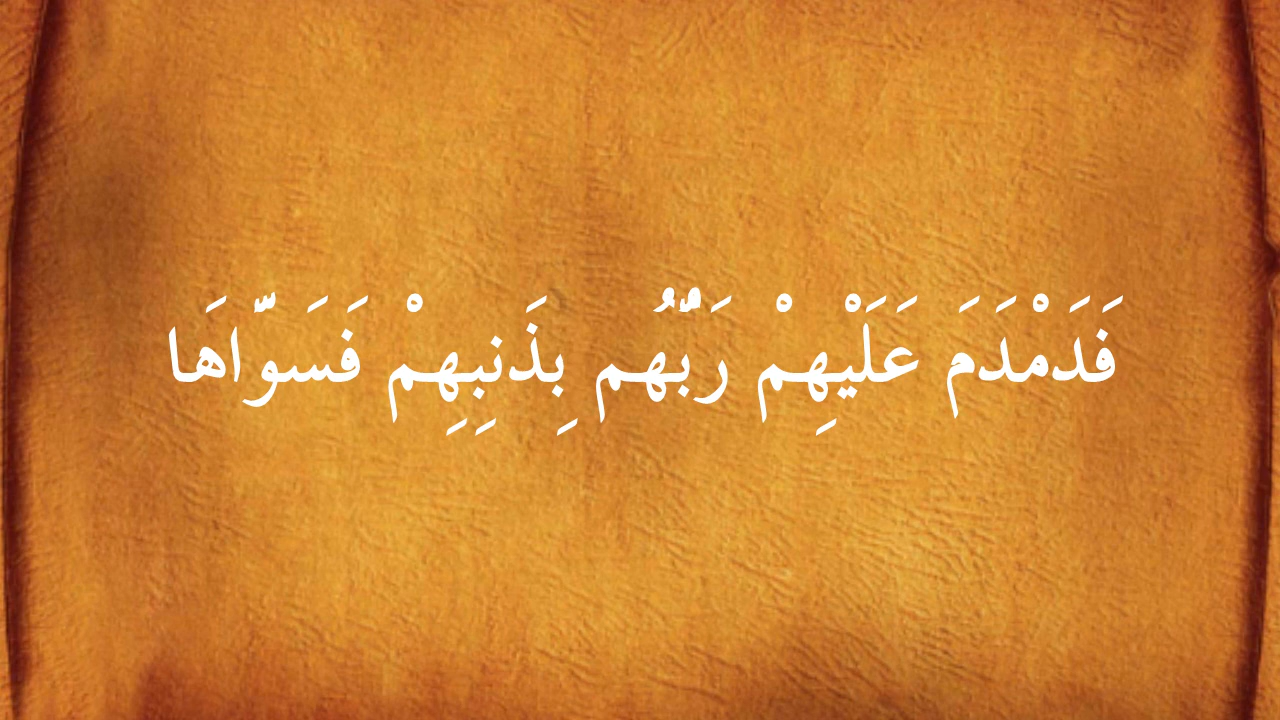 فَدَمْدَمَ عَلَيْهِمْ رَبُّهُم بِذَنبِهِمْ فَسَوَّاهَا